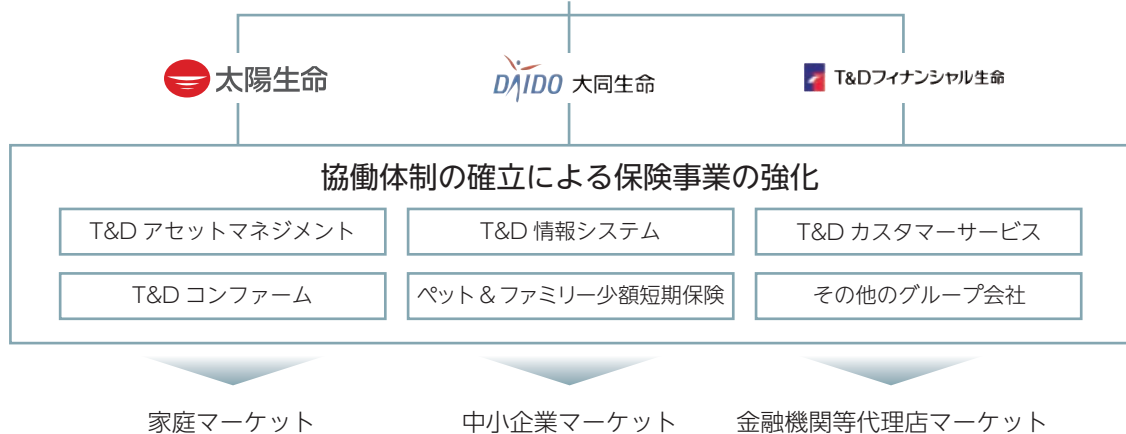 太陽生命
DAIDO 大同生命
T&Dフィナンシャル生命
協働体制の確立による保険事業の強化
T&D アセットマネジメント
T&D 情報システム
T&D カスタマーサービス
T&D コンファーム
ペット＆ファミリー少額短期保険
その他のグループ会社
家庭マーケット
中小企業マーケット
金融機関等代理店マーケット